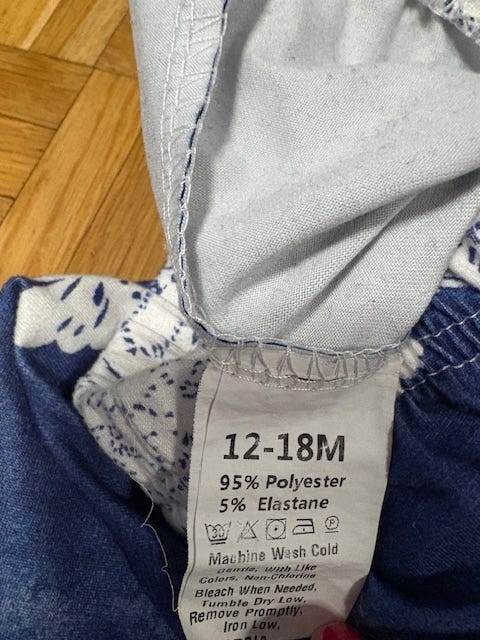 12-18M
95% Polyester
5% Elastane
30 P
Machine Wash Cold
Gentle, With Like
Colors, Non-Chlorine
Bleach When Needed,
Tumble Dry Low,
Remove Promptly,
Iron Low,